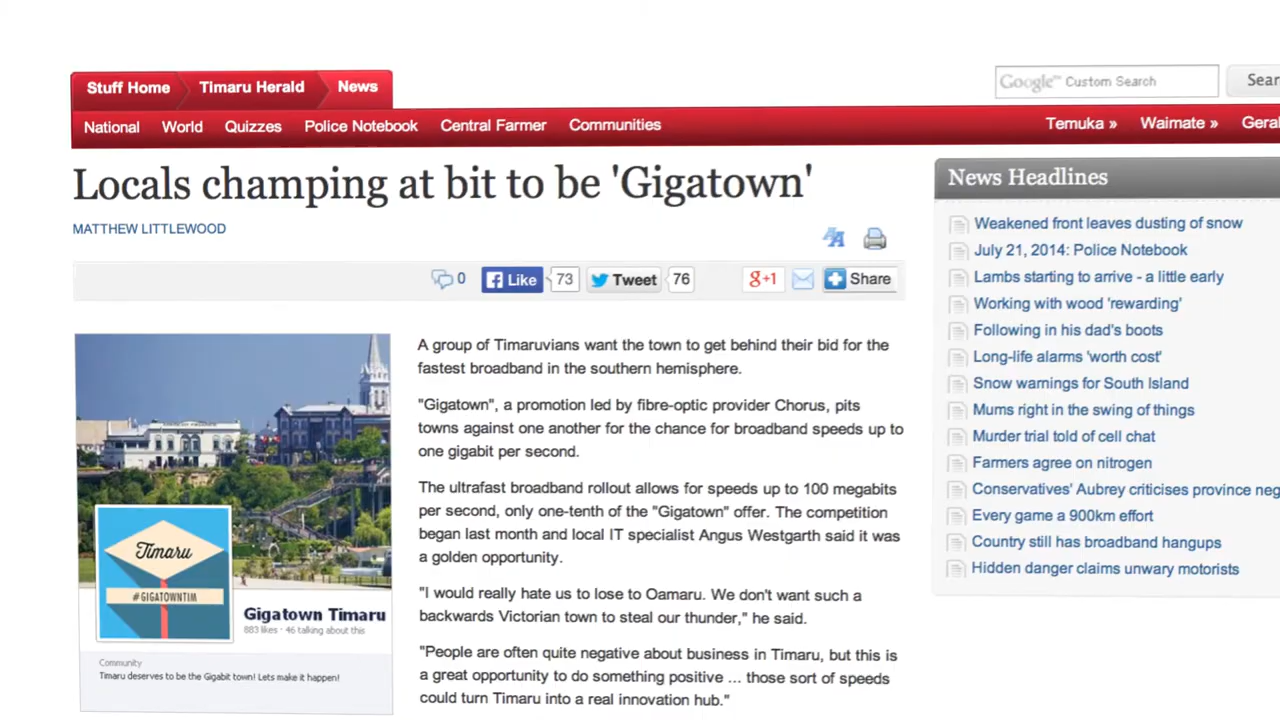 Stuff Home Timaru Herald News
Google™ Custom Search
National World Quizzes Police Notebook Central Farmer Communities
Temuka » Waimate »
Locals champing at bit to be 'Gigatown'
MATTHEW LITTLEWOOD
0 Like 73 Tweet 76 g+1 Share
A group of Timaruvians want the town to get behind their bid for the
fastest broadband in the southern hemisphere.
"Gigatown", a promotion led by fibre-optic provider Chorus, pits
towns against one another for the chance for broadband speeds up to
one gigabit per second.
The ultrafast broadband rollout allows for speeds up to 100 megabits
per second, only one-tenth of the "Gigatown" offer. The competition
began last month and local IT specialist Angus Westgarth said it was
a golden opportunity.
"I would really hate us to lose to Oamaru. We don't want such a
backwards Victorian town to steal our thunder," he said.
"People are often quite negative about business in Timaru, but this is
a great opportunity to do something positive ... those sort of speeds
could turn Timaru into a real innovation hub."
Timaru
#GIGATOWNTIM
Gigatown Timaru
883 likes · 46 talking about this
Community
Timaru deserves to be the Gigabit town! Lets make it happen!
News Headlines
Weakened front leaves dusting of snow
July 21, 2014: Police Notebook
Lambs starting to arrive - a little early
Working with wood 'rewarding'
Following in his dad's boots
Long-life alarms 'worth cost'
Snow warnings for South Island
Mums right in the swing of things
Murder trial told of cell chat
Farmers agree on nitrogen
Conservatives' Aubrey criticises province neg
Every game a 900km effort
Country still has broadband hangups
Hidden danger claims unwary motorists